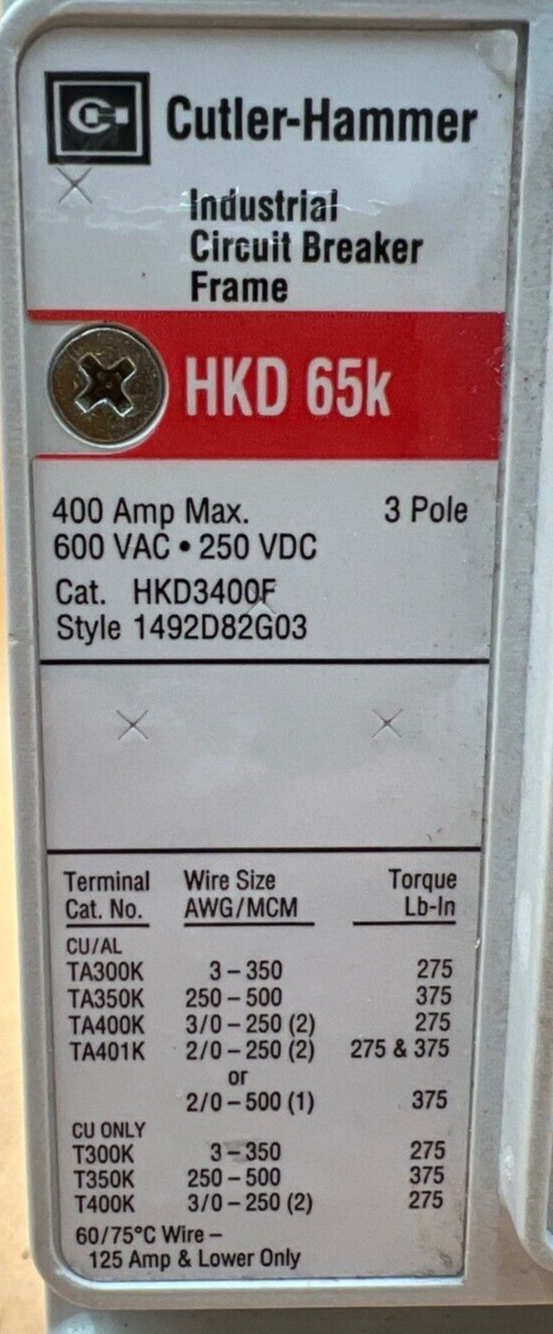 Cutler-Hammer
Industrial
Circuit Breaker
Frame
HKD 65k
400 Amp Max. 3 Pole
600 VAC • 250 VDC
Cat. HKD3400F
Style 1492D82G03
Terminal Wire Size Torque
Cat. No. AWG/MCM Lb-In
CU/AL
TA300K 3 – 350 275
TA350K 250 – 500 375
TA400K 3/0 – 250 (2) 275
TA401K 2/0 – 250 (2) 275 & 375
or
2/0 – 500 (1) 375
CU ONLY
T300K 3 – 350 275
T350K 250 – 500 375
T400K 3/0 – 250 (2) 275
60/75°C Wire –
125 Amp & Lower Only